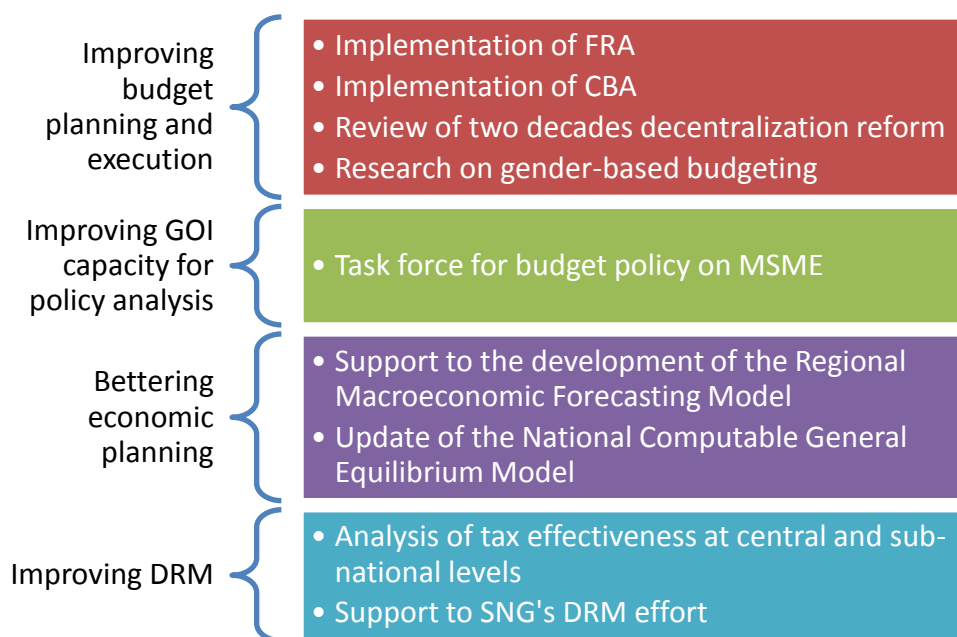 Improving
budget
planning and
execution
• Implementation of FRA
• Implementation of CBA
• Review of two decades decentralization reform
• Research on gender-based budgeting
Improving GOI
capacity for
policy analysis
• Task force for budget policy on MSME
Bettering
economic
planning
• Support to the development of the Regional
Macroeconomic Forecasting Model
• Update of the National Computable General
Equilibrium Model
Improving DRM
• Analysis of tax effectiveness at central and sub-
national levels
• Support to SNG's DRM effort